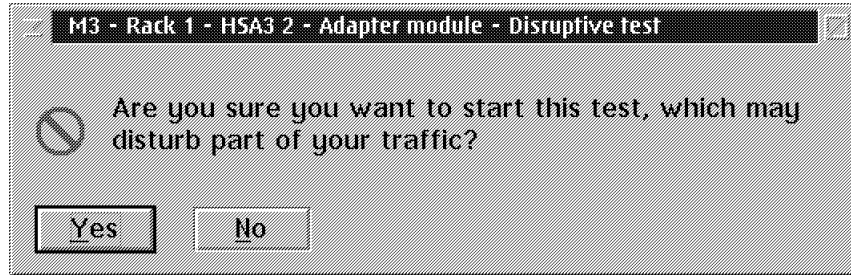 M3 - Rack 1 - HSA3 2 - Adapter module - Disruptive test
Are you sure you want to start this test, which may
disturb part of your traffic?
Yes
No